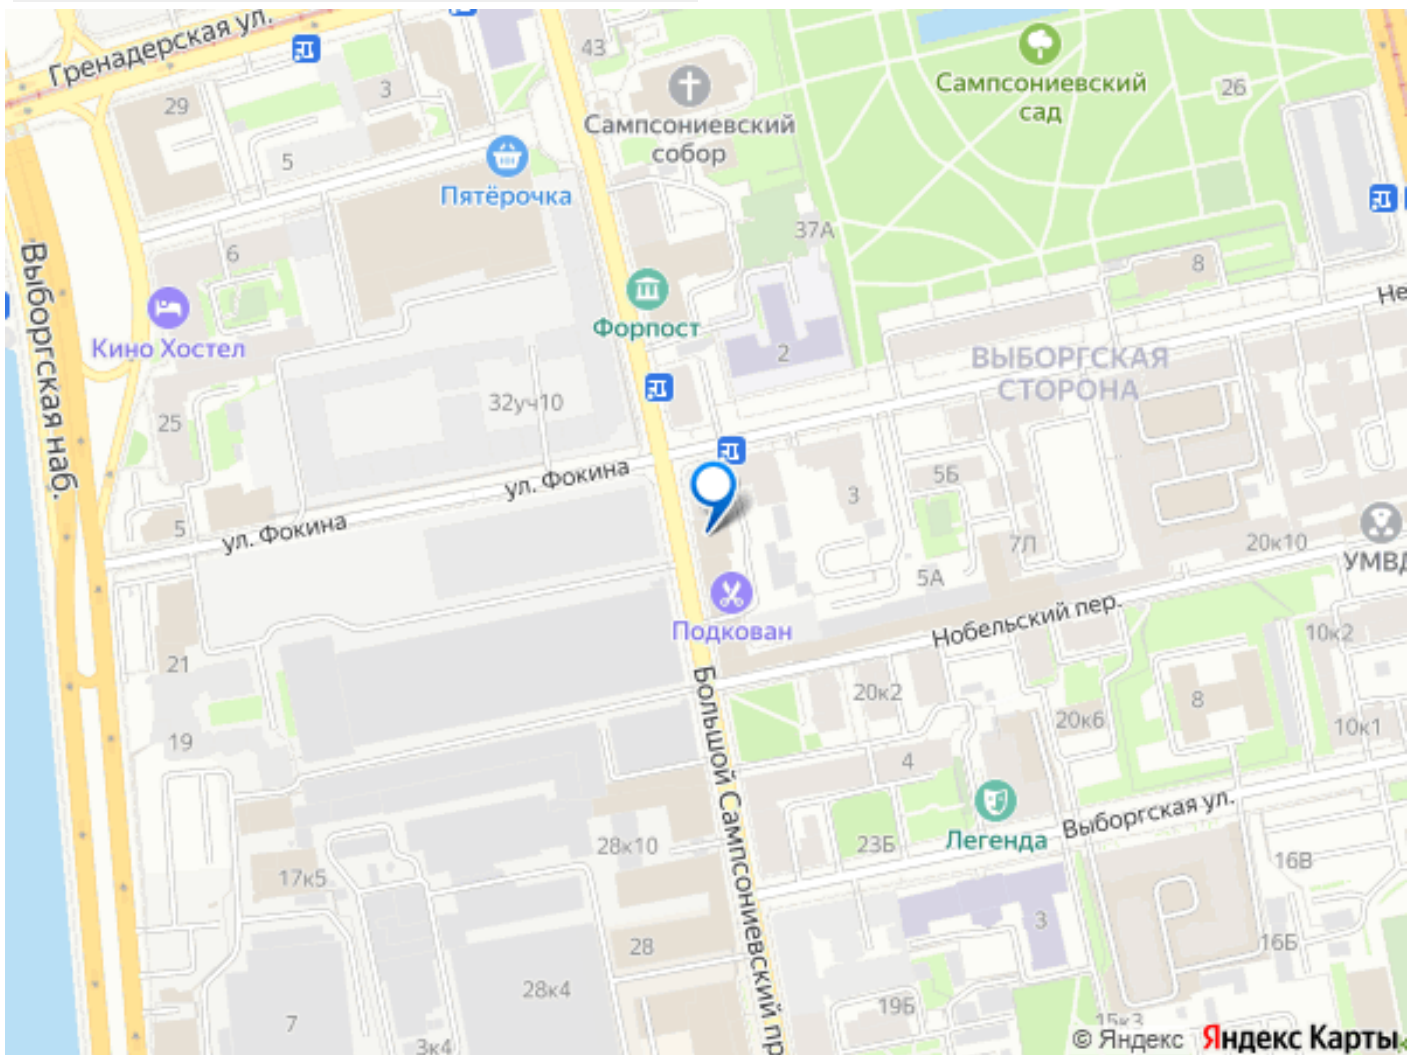 Гренадерская ул.
43
29
3
5
Сампсониевский
собор
Сампсониевский
сад
26
Пятёрочка
37А
6
8
Не
Выборгская наб.
Кино Хостел
Форпост
2
ВЫБОРГСКАЯ
СТОРОНА
32уч10
25
ул. Фокина
5
ул. Фокина
3
5Б
7Л
20к10
УМВД
5А
Подкован
Нобельский пер.
10к2
21
20к2
8
20к6
10к1
19
4
Большой Сампсониевский пр
Легенда
Выборгская ул.
28к10
23Б
16В
17к5
3
28
16Б
28к4
19Б
7
3к4
15к3
© Яндекс Яндекс Карты